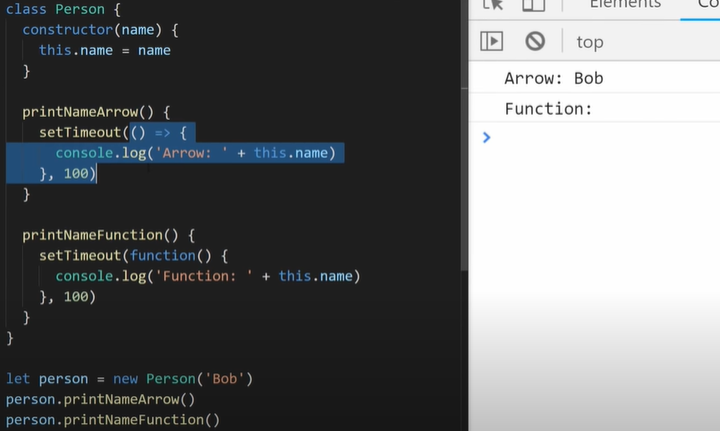 class Person {
constructor(name) {
this.name = name
}
printNameArrow() {
setTimeout(() => {
console.log('Arrow: ' + this.name)
}, 100)
}
printNameFunction() {
setTimeout(function() {
console.log('Function: ' + this.name)
}, 100)
}
}
let person = new Person('Bob')
person.printNameArrow()
person.printNameFunction()
Elements
top
Arrow: Bob
Function: